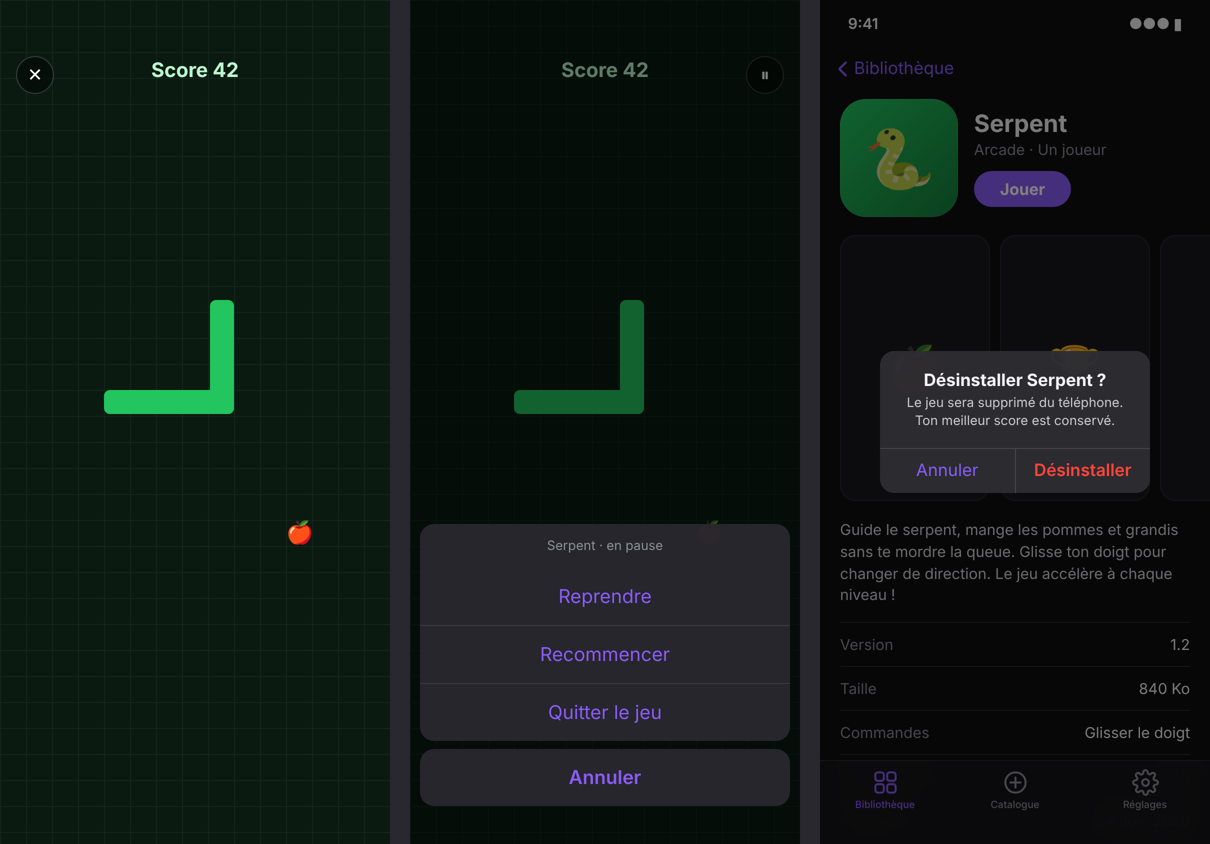 Score 42
Score 42
Serpent · en pause
Reprendre
Recommencer
Quitter le jeu
Annuler
9:41
Bibliothèque
Serpent
Arcade · Un joueur
Jouer
Désinstaller Serpent ?
Le jeu sera supprimé du téléphone.
Ton meilleur score est conservé.
Annuler
Désinstaller
Guide le serpent, mange les pommes et grandis
sans te mordre la queue. Glisse ton doigt pour
changer de direction. Le jeu accélère à chaque
niveau !
Version 1.2
Taille 840 Ko
Commandes Glisser le doigt
Bibliothèque
Catalogue
Réglages